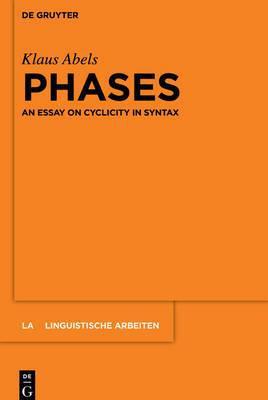 DE GRUYTER
Klaus Abels
PHASES
AN ESSAY ON CYCLICITY IN SYNTAX
LA LINGUISTISCHE ARBEITEN
DE
G